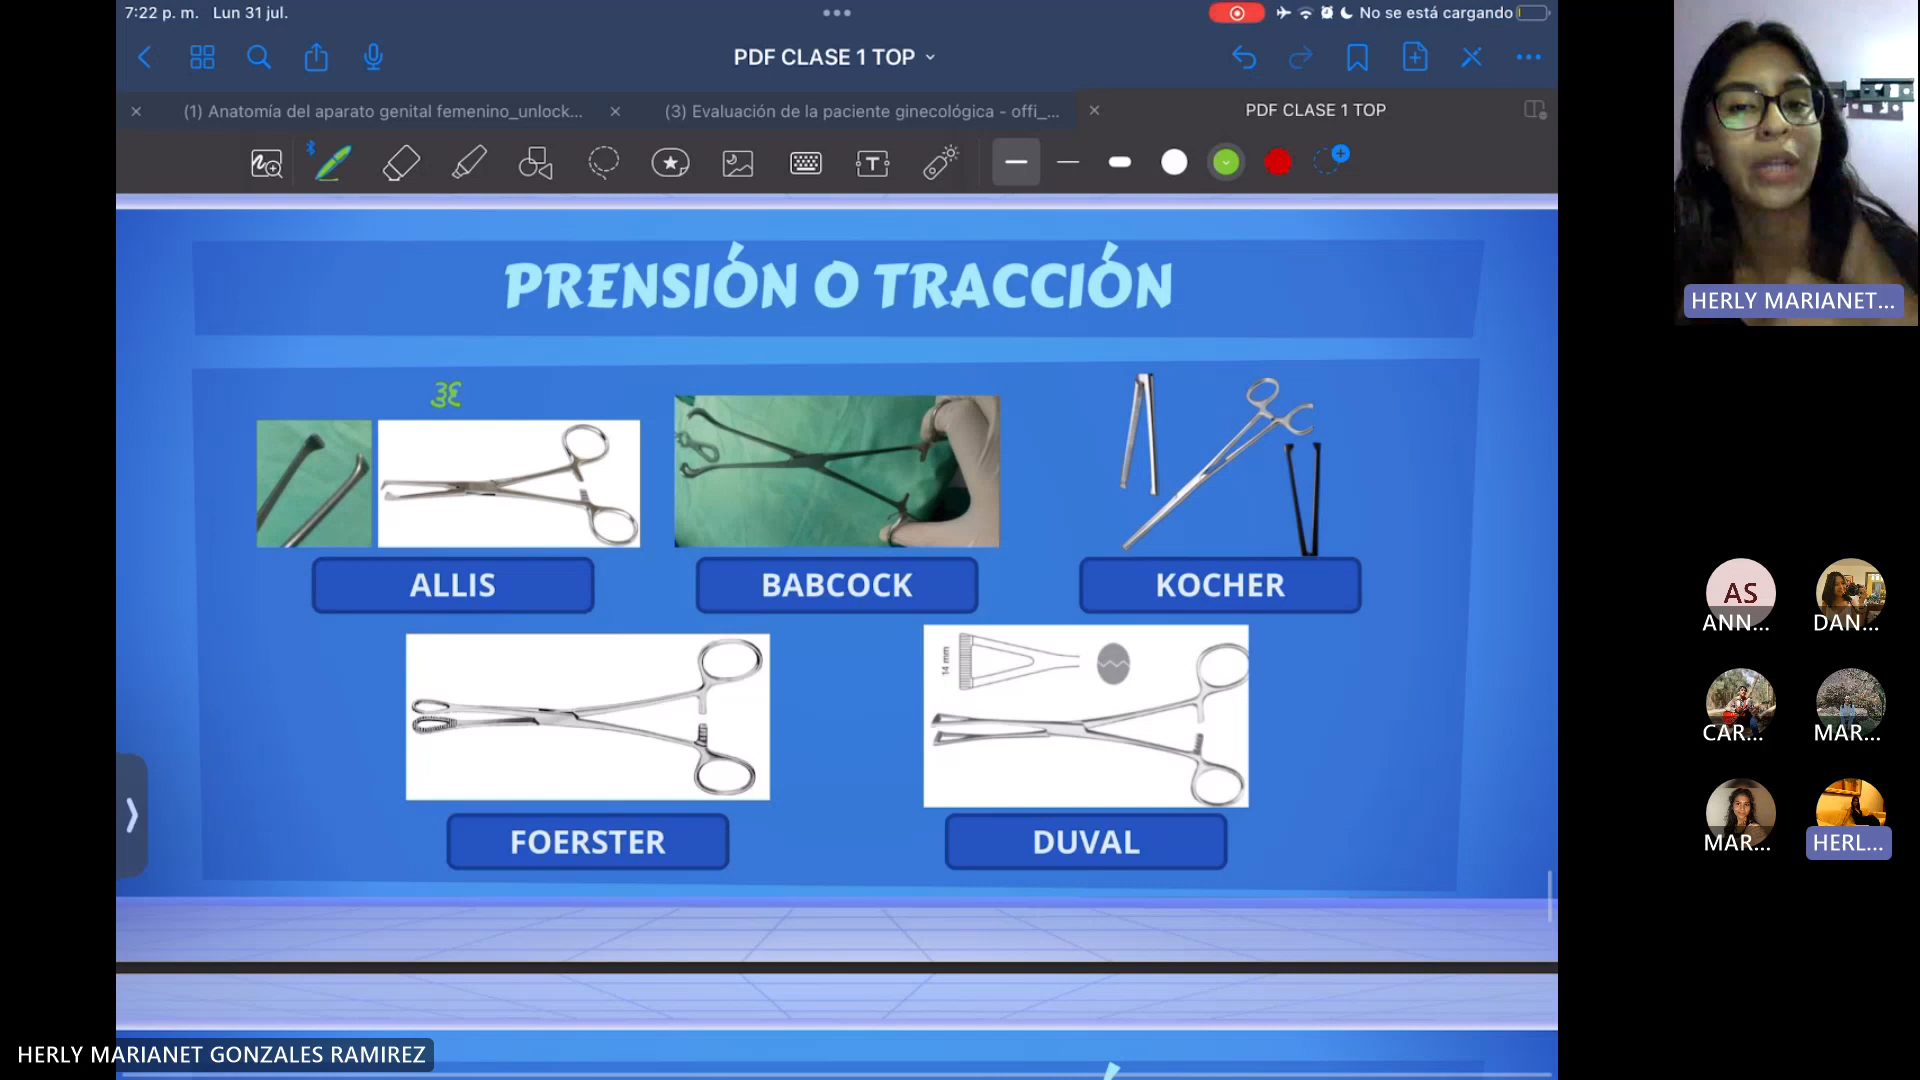 7:22 p. m. Lun 31 jul.
No se está cargando
PDF CLASE 1 TOP
(1) Anatomía del aparato genital femenino_unlock...
(3) Evaluación de la paciente ginecológica - offi_...
PDF CLASE 1 TOP
T
PRENSIÓN O TRACCIÓN
ALLIS
BABCOCK
KOCHER
14 mm
FOERSTER
DUVAL
HERLY MARIANET...
AS
ANN...
DAN...
CAR...
MAR...
MAR...
HERL...
HERLY MARIANET GONZALES RAMIREZ